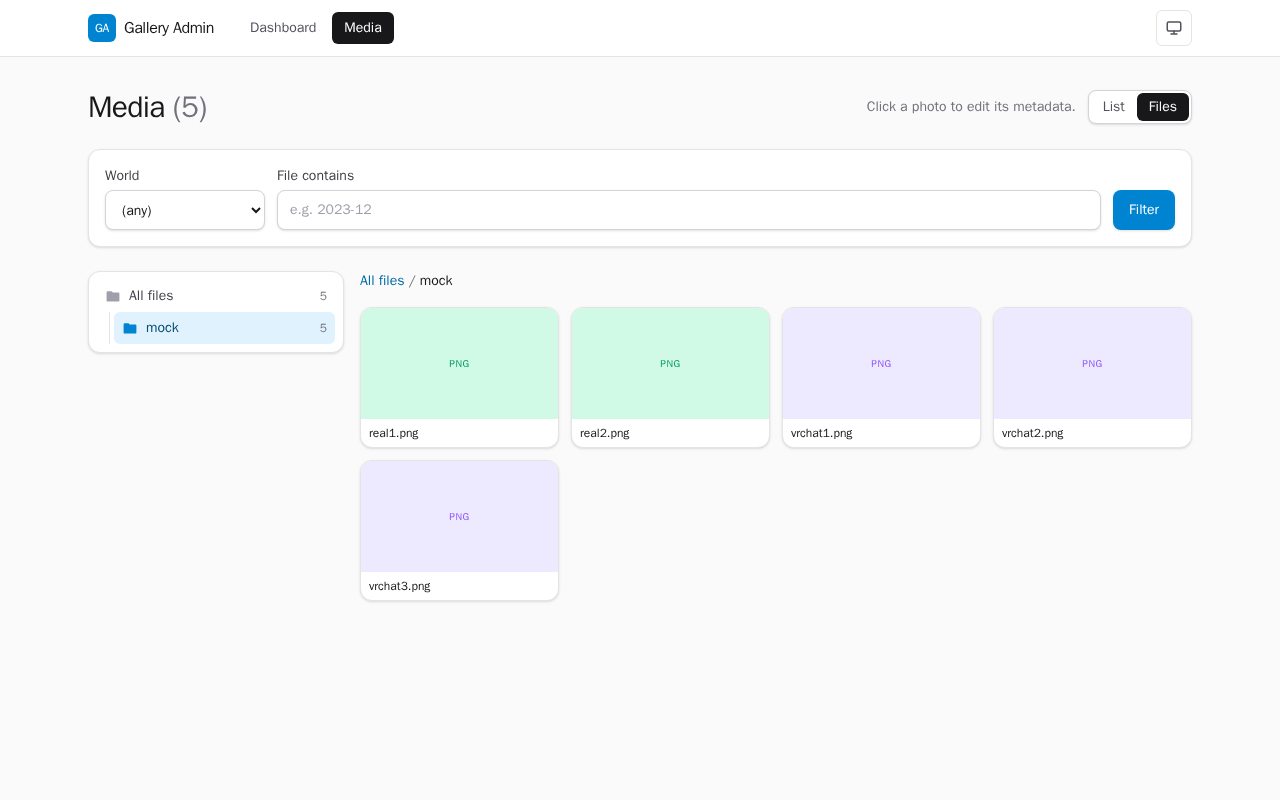 GA Gallery Admin Dashboard Media
Media (5)
Click a photo to edit its metadata. List Files
World File contains
(any) e.g. 2023-12 Filter
All files 5
mock 5
All files / mock
PNG PNG PNG PNG
real1.png real2.png vrchat1.png vrchat2.png
PNG
vrchat3.png